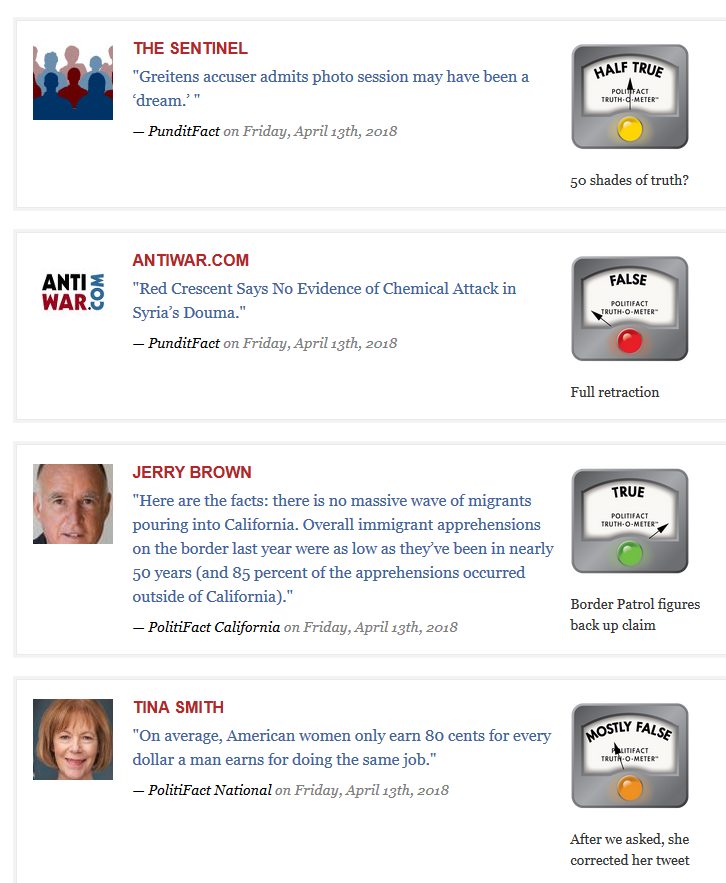 THE SENTINEL
"Greitens accuser admits photo session may have been a
‘dream.’ "
— PunditFact on Friday, April 13th, 2018
HALF TRUE
POLITIFACT
TRUTH-O-METER™
50 shades of truth?
ANTI
WAR.COM
ANTIWAR.COM
"Red Crescent Says No Evidence of Chemical Attack in
Syria’s Douma."
— PunditFact on Friday, April 13th, 2018
FALSE
POLITIFACT
TRUTH-O-METER™
Full retraction
JERRY BROWN
"Here are the facts: there is no massive wave of migrants
pouring into California. Overall immigrant apprehensions
on the border last year were as low as they’ve been in nearly
50 years (and 85 percent of the apprehensions occurred
outside of California)."
— PolitiFact California on Friday, April 13th, 2018
TRUE
POLITIFACT
TRUTH-O-METER™
Border Patrol figures
back up claim
TINA SMITH
"On average, American women only earn 80 cents for every
dollar a man earns for doing the same job."
— PolitiFact National on Friday, April 13th, 2018
MOSTLY FALSE
POLITIFACT
TRUTH-O-METER™
After we asked, she
corrected her tweet